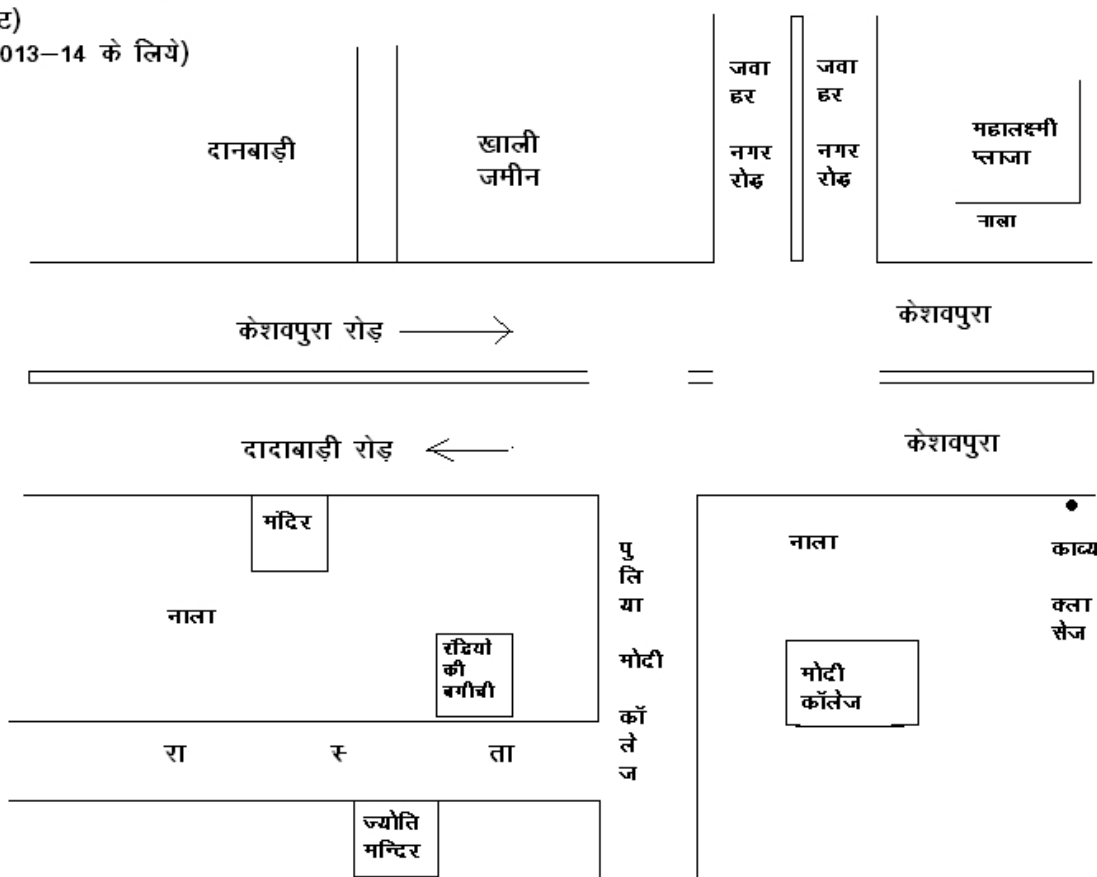 ट)
013–14 के लिये)
जवा
हर
नगर
रोड़
जवा
हर
नगर
रोड़
दानबाड़ी
खाली
जमीन
महालक्ष्मी
प्लाजा
नाला
केशवपुरा रोड़
केशवपुरा
दादाबाड़ी रोड़
केशवपुरा
मंदिर
नाला
रंडियो
की
बगीची
पु
लि
या
मोदी
कॉ
ले
ज
नाला
मोदी
कॉलेज
काव्य
क्ला
सेज
रा स् ता
ज्योति
मन्दिर